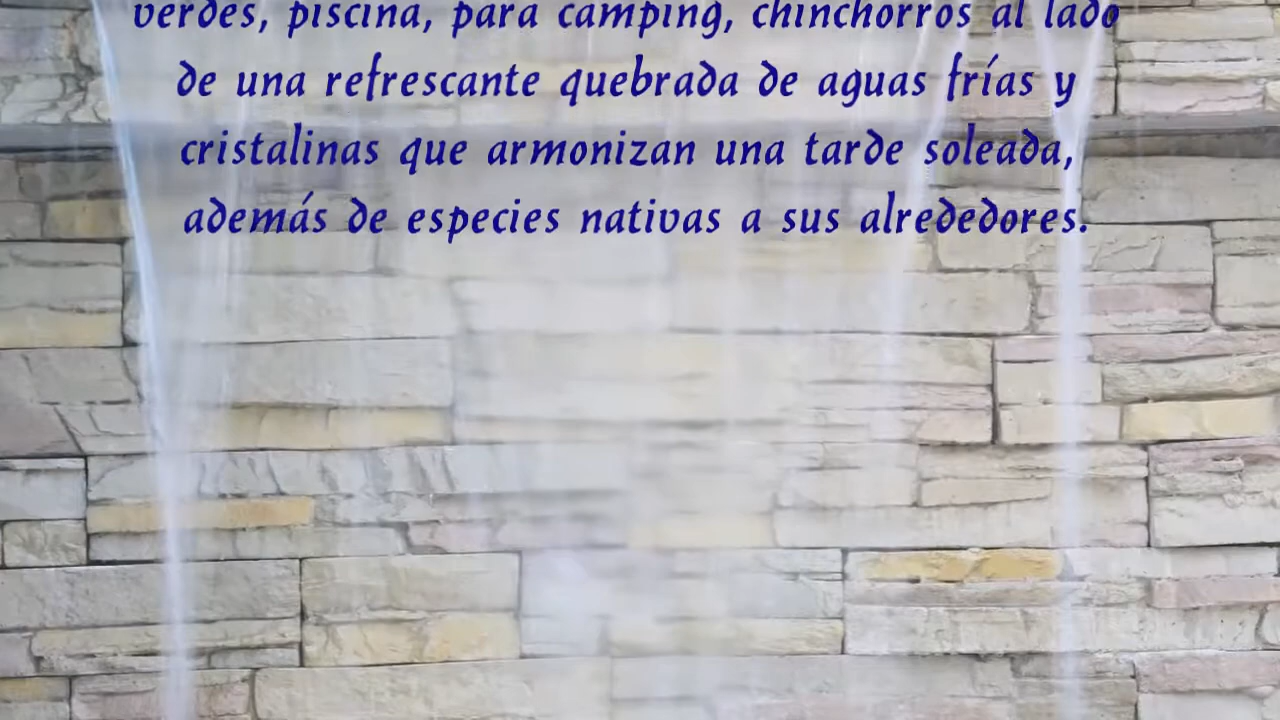 verdes, piscina, para camping, chinchorros al lado
de una refrescante quebrada de aguas frías y
cristalinas que armonizan una tarde soleada,
además de especies nativas a sus alrededores.